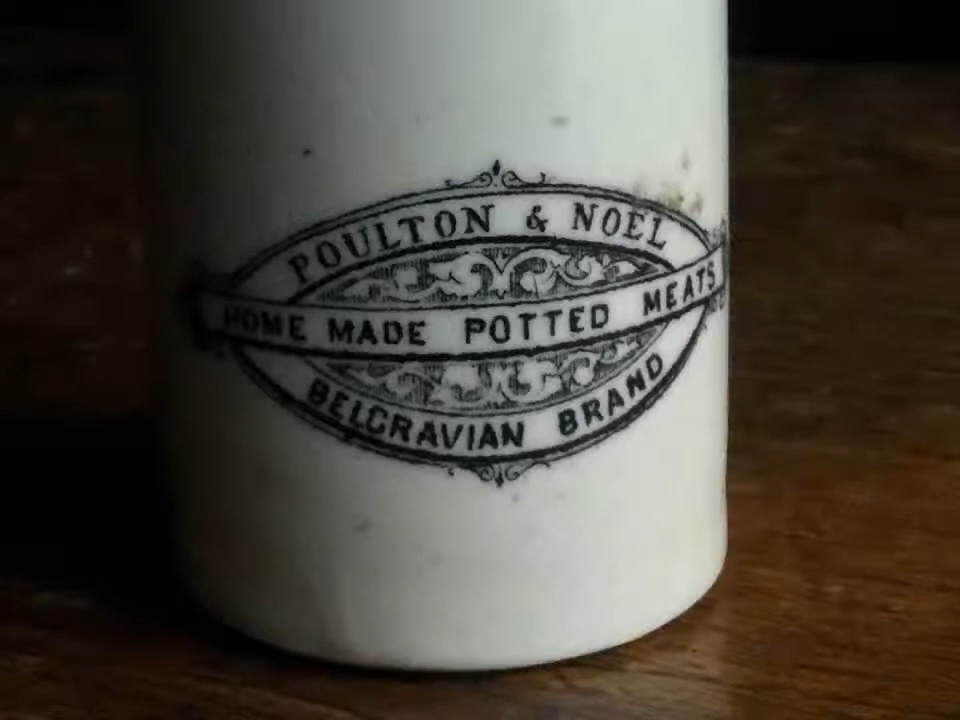 POULTON & NOEL
HOME MADE POTTED MEATS
BELGRAVIAN BRAND